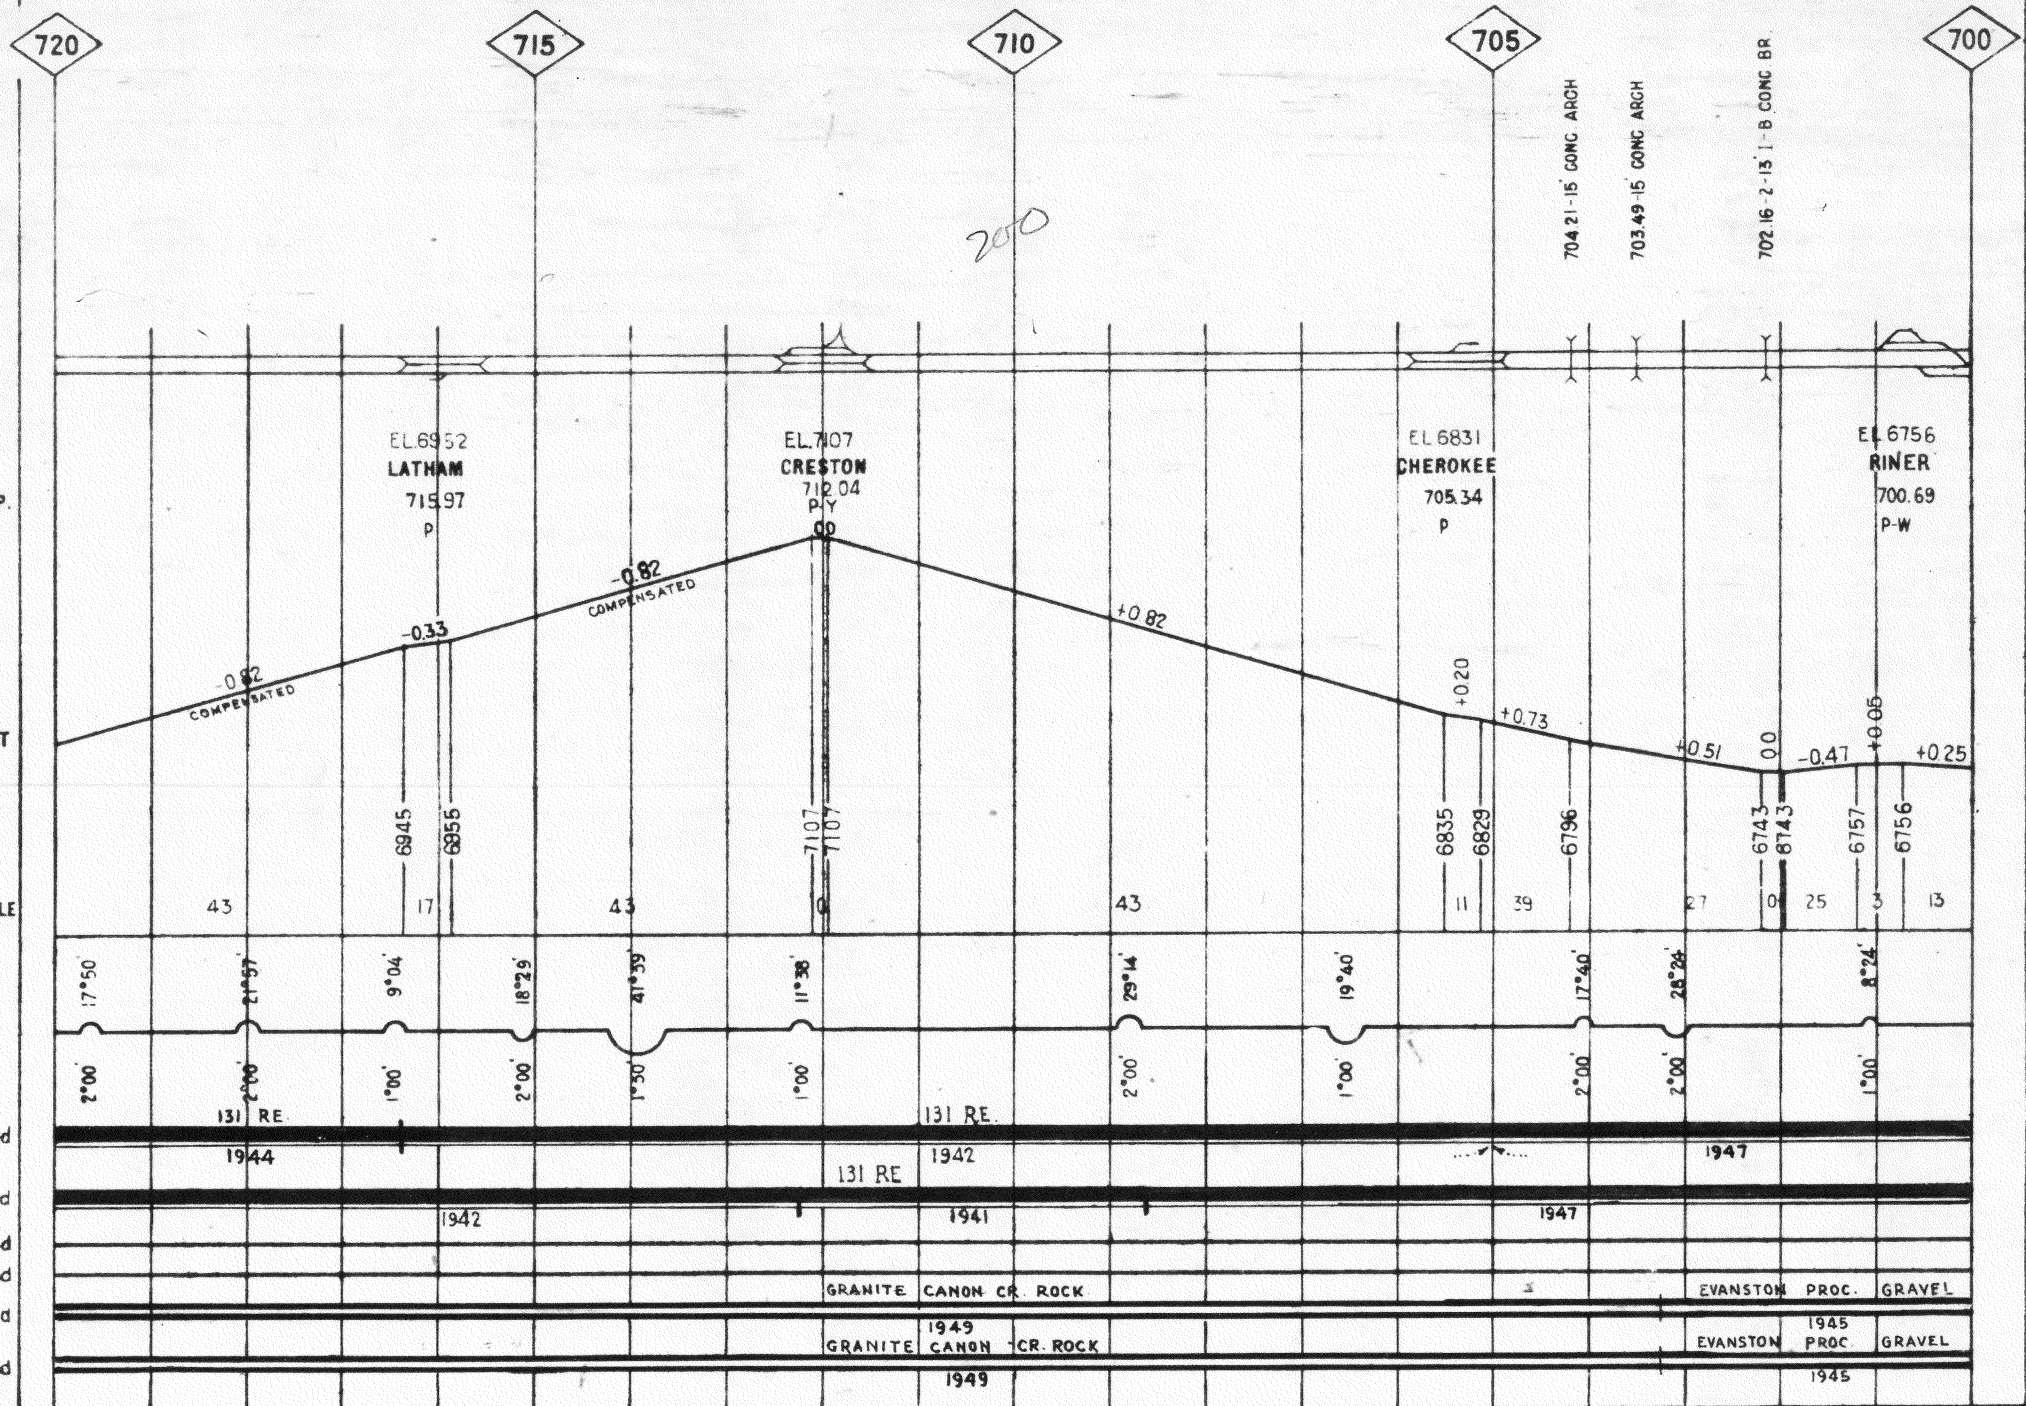 720 715 710 705 700
704.21-15' CONC ARCH
703.49-15' CONC ARCH
702.16-2-13' I-B CONC BR.
200
EL.6952
LATHAM
715.97
P
EL.7107
CRESTON
712.04
P-Y
0.0
EL 6831
CHEROKEE
705.34
P
EL 6756
RINER
700.69
P-W
P.
-0.82
COMPENSATED
-0.33
-0.82
COMPENSATED
+0.82
+0.20
+0.73
+0.51
0.0
-0.47
+0.05
+0.25
T
6945 6955 7107 7107 6835 6829 6796 6743 6743 6757 6756
LE
43 17 43 0 43 11 39 27 0 25 3 13
17°50' 21°57' 9°04' 18°29' 41°39' 11°38' 29°14' 19°40' 17°40' 28°24' 8°24'
2°00' 2°00' 1°00' 2°00' 1°30' 1°00' 2°00' 1°00' 2°00' 2°00' 1°00'
131 RE. 131 RE.
d
1944 1942 1947
131 RE
d
1942 1941 1947
d
d
GRANITE CANON CR. ROCK EVANSTON PROC. GRAVEL
d
1949 1945
GRANITE CANON CR. ROCK EVANSTON PROC. GRAVEL
d
1949 1945